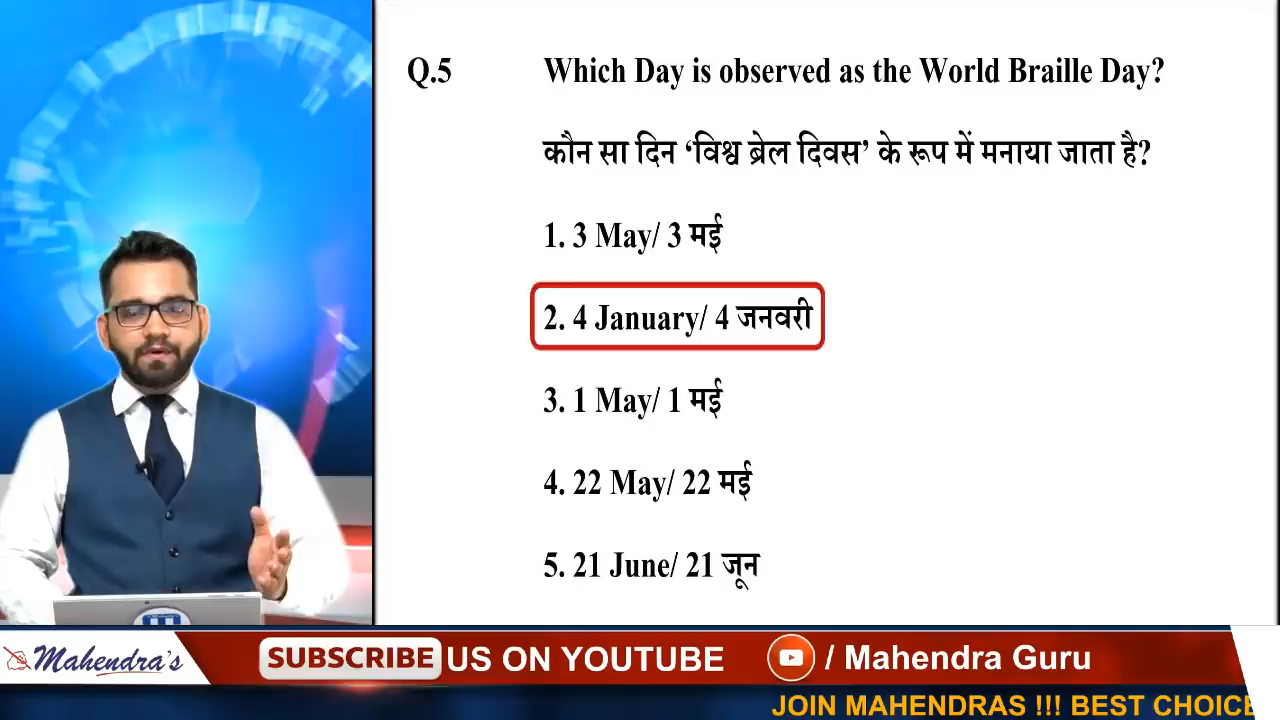 Q.5 Which Day is observed as the World Braille Day?
कौन सा दिन ‘विश्व ब्रेल दिवस’ के रूप में मनाया जाता है?
1. 3 May/ 3 मई
2. 4 January/ 4 जनवरी
3. 1 May/ 1 मई
4. 22 May/ 22 मई
5. 21 June/ 21 जून
Mahendra's SUBSCRIBE US ON YOUTUBE / Mahendra Guru
JOIN MAHENDRAS !!! BEST CHOICE